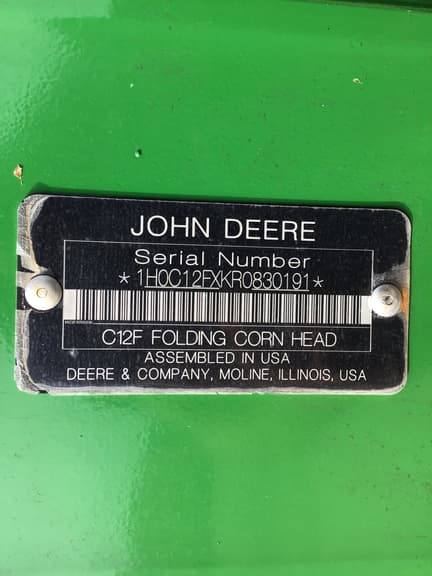 JOHN DEERE
Serial Number
*1H0C12FXKR0830191*
C12F FOLDING CORN HEAD
ASSEMBLED IN USA
DEERE & COMPANY, MOLINE, ILLINOIS, USA